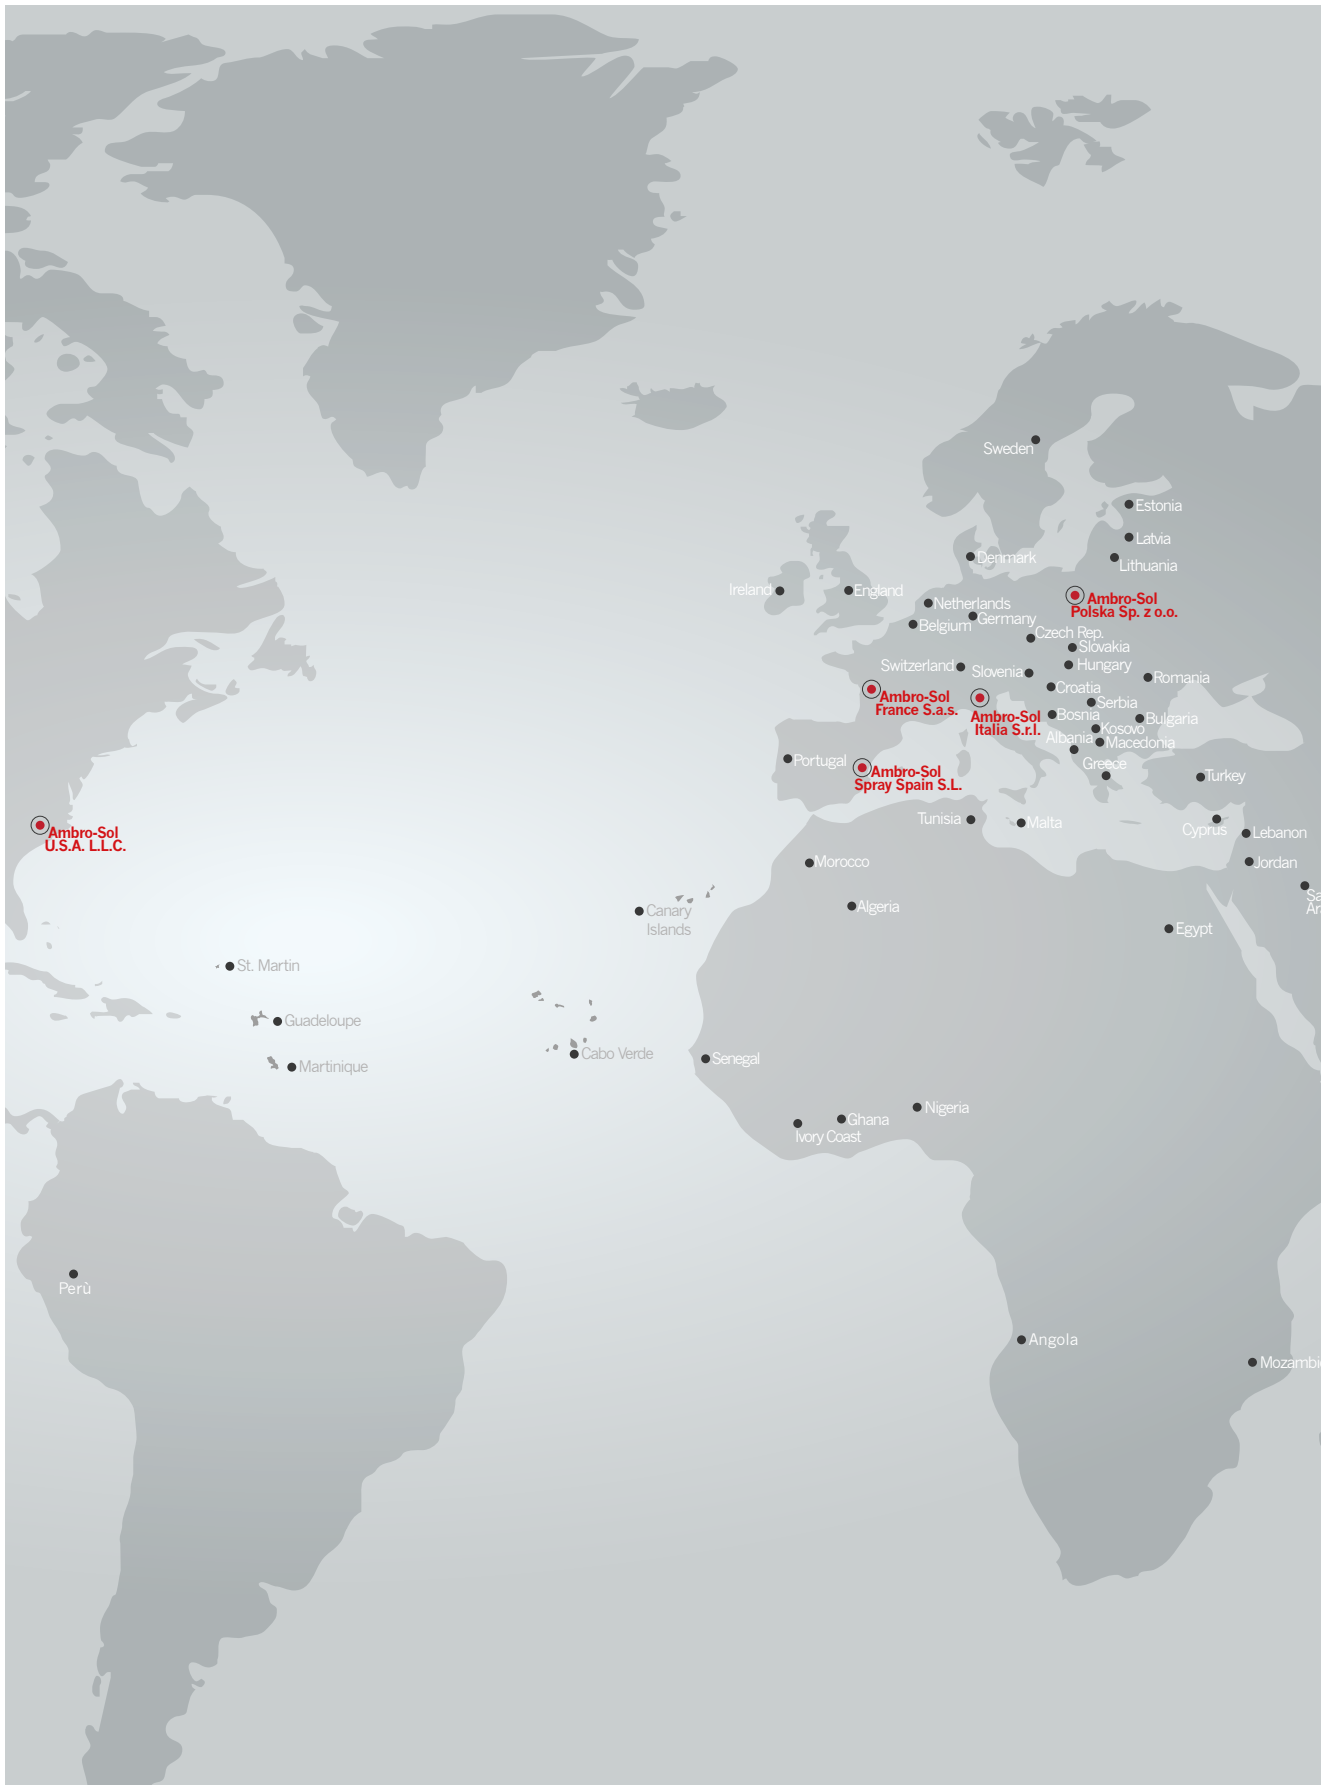 Sweden
Estonia
Latvia
Denmark
Lithuania
Ireland
England
Ambro-Sol
Polska Sp. z o.o.
Netherlands
Germany
Belgium
Czech Rep.
Slovakia
Switzerland
Slovenia
Hungary
Romania
Croatia
Ambro-Sol
France S.a.s.
Serbia
Ambro-Sol
Italia S.r.l.
Bosnia
Bulgaria
Kosovo
Albania
Macedonia
Portugal
Greece
Ambro-Sol
Spray Spain S.L.
Turkey
Tunisia
Malta
Cyprus
Lebanon
Ambro-Sol
U.S.A. L.L.C.
Morocco
Jordan
Sa
Ar
Algeria
Canary
Islands
Egypt
St. Martin
Guadeloupe
Cabo Verde
Senegal
Martinique
Nigeria
Ghana
Ivory Coast
Perù
Angola
Mozambi